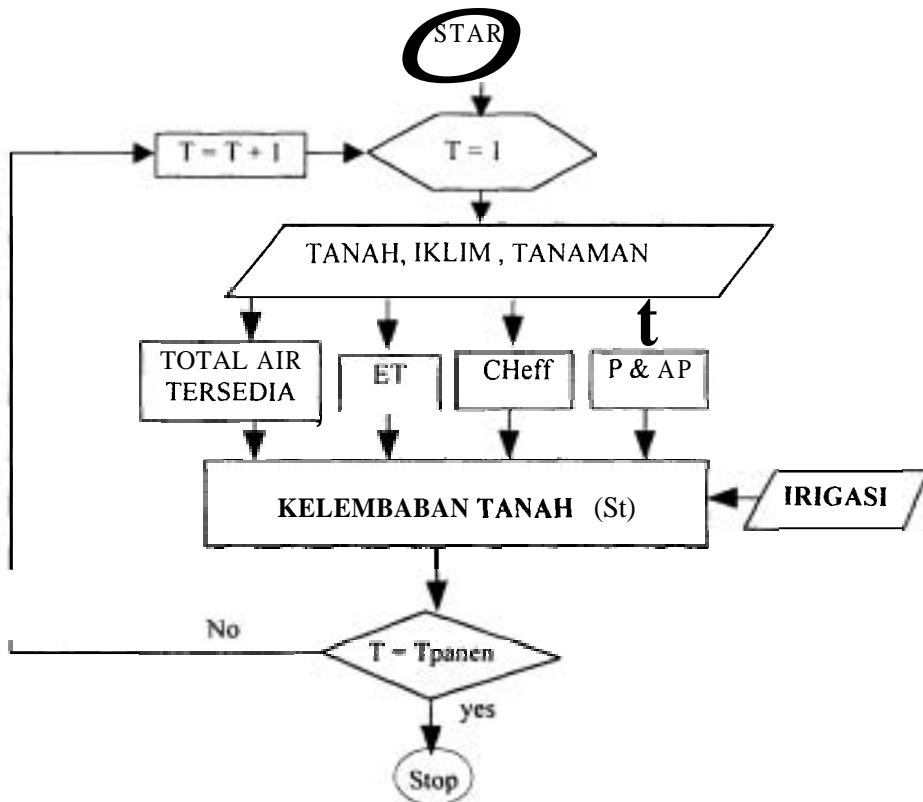 STAR
T = T + 1
T = 1
TANAH, IKLIM , TANAMAN
t
TOTAL AIR
TERSEDIA
ET
CHeff
P & AP
KELEMBABAN TANAH (St)
IRIGASI
No
T = Tpanen
yes
Stop